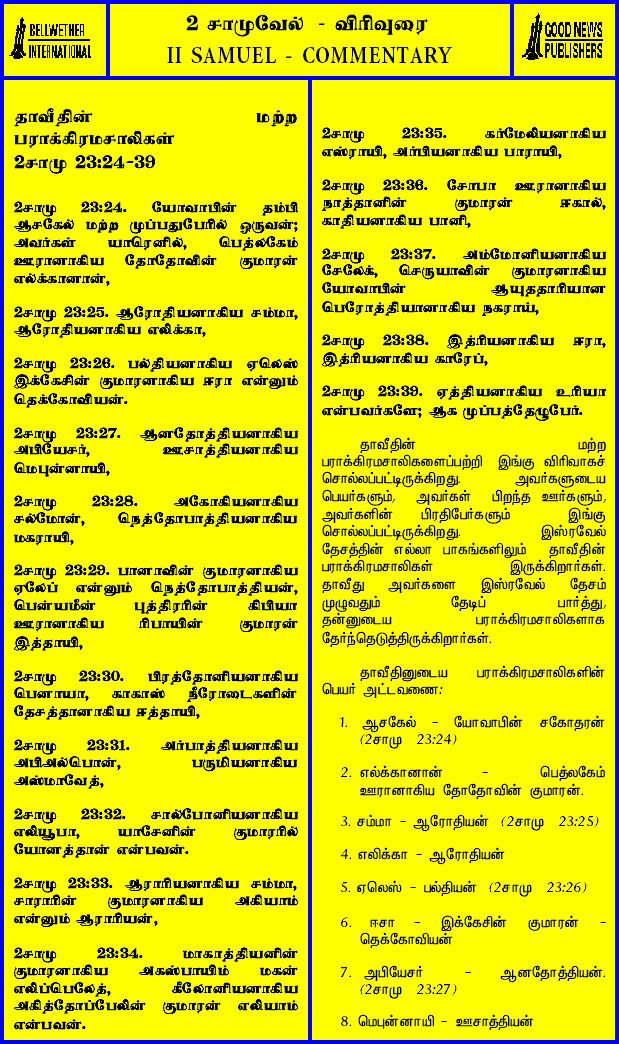 BELLWETHER
INTERNATIONAL
2 சாமுவேல் - விரிவுரை
II SAMUEL - COMMENTARY
GOOD NEWS
PUBLISHERS
தாவீதின் மற்ற
பராக்கிரமசாலிகள்
2சாமு 23:24-39
2சாமு 23:24. யோவாபின் தம்பி
ஆசகேல் மற்ற முப்பதுபேரில் ஒருவன்;
அவர்கள் யாரெனில், பெத்லகேம்
ஊரானாகிய தோதோவின் குமாரன்
எல்க்கானான்,
2சாமு 23:25. ஆரோதியனாகிய சம்மா,
ஆரோதியனாகிய எலிக்கா,
2சாமு 23:26. பல்தியனாகிய ஏலெஸ்
இக்கேசின் குமாரனாகிய ஈரா என்னும்
தெக்கோவியன்.
2சாமு 23:27. ஆனதோத்தியனாகிய
அபியேசர், ஊசாத்தியனாகிய
மெபுன்னாயி,
2சாமு 23:28. அகோகியனாகிய
சல்மோன், நெத்தோபாத்தியனாகிய
மகராயி,
2சாமு 23:29. பானாவின் குமாரனாகிய
ஏலேப் என்னும் நெத்தோபாத்தியன்,
பென்யமீன் புத்திரரின் கிபியா
ஊரானாகிய ரிபாயின் குமாரன்
இத்தாயி,
2சாமு 23:30. பிரத்தோனியனாகிய
பெனாயா, காகாஸ் நீரோடைகளின்
தேசத்தானாகிய ஈத்தாயி,
2சாமு 23:31. அர்பாத்தியனாகிய
அபிஅல்பொன், பருமியனாகிய
அஸ்மாவேத்,
2சாமு 23:32. சால்போனியனாகிய
எலியூபா, யாசேனின் குமாரரில்
யோனத்தான் என்பவன்.
2சாமு 23:33. ஆராரியனாகிய சம்மா,
சாராரின் குமாரனாகிய அகியாம்
என்னும் ஆராரியன்,
2சாமு 23:34. மாகாத்தியனின்
குமாரனாகிய அகஸ்பாயிம் மகன்
எலிப்பெலேத், கீலோனியனாகிய
அகித்தோப்பேலின் குமாரன் எலியாம்
என்பவன்.
2சாமு 23:35. கர்மேலியனாகிய
எஸ்ராயி, அர்பியனாகிய பாராயி,
2சாமு 23:36. சோபா ஊரானாகிய
நாத்தானின் குமாரன் ஈகால்,
காதியனாகிய பானி,
2சாமு 23:37. அம்மோனியனாகிய
சேலேக், செருயாவின் குமாரனாகிய
யோவாபின் ஆயுததாரியான
பெரோத்தியானாகிய நகராய்,
2சாமு 23:38. இத்ரியனாகிய ஈரா,
இத்ரியனாகிய காரேப்,
2சாமு 23:39. ஏத்தியனாகிய உரியா
என்பவர்களே; ஆக முப்பத்தேழுபேர்.
தாவீதின் மற்ற
பராக்கிரமசாலிகளைப்பற்றி இங்கு விரிவாகச்
சொல்லப்பட்டிருக்கிறது. அவர்களுடைய
பெயர்களும், அவர்கள் பிறந்த ஊர்களும்,
அவர்களின் பிரதிபேர்களும் இங்கு
சொல்லப்பட்டிருக்கிறது. இஸ்ரவேல்
தேசத்தின் எல்லா பாகங்களிலும் தாவீதின்
பராக்கிரமசாலிகள் இருக்கிறார்கள்.
தாவீது அவர்களை இஸ்ரவேல் தேசம்
முழுவதும் தேடிப் பார்த்து,
தன்னுடைய பராக்கிரமசாலிகளாக
தேர்ந்தெடுத்திருக்கிறார்கள்.
தாவீதினுடைய பராக்கிரமசாலிகளின்
பெயர் அட்டவணை:
1. ஆசகேல் - யோவாபின் சகோதரன்
(2சாமு 23:24)
2. எல்க்கானான் - பெத்லகேம்
ஊரானாகிய தோதோவின் குமாரன்.
3. சம்மா - ஆரோதியன் (2சாமு 23:25)
4. எலிக்கா - ஆரோதியன்
5. ஏலெஸ் - பல்தியன் (2சாமு 23:26)
6. ஈசா - இக்கேசின் குமாரன் -
தெக்கோவியன்
7. அபியேசர் - ஆனதோத்தியன்.
(2சாமு 23:27)
8. மெபுன்னாயி - ஊசாத்தியன்